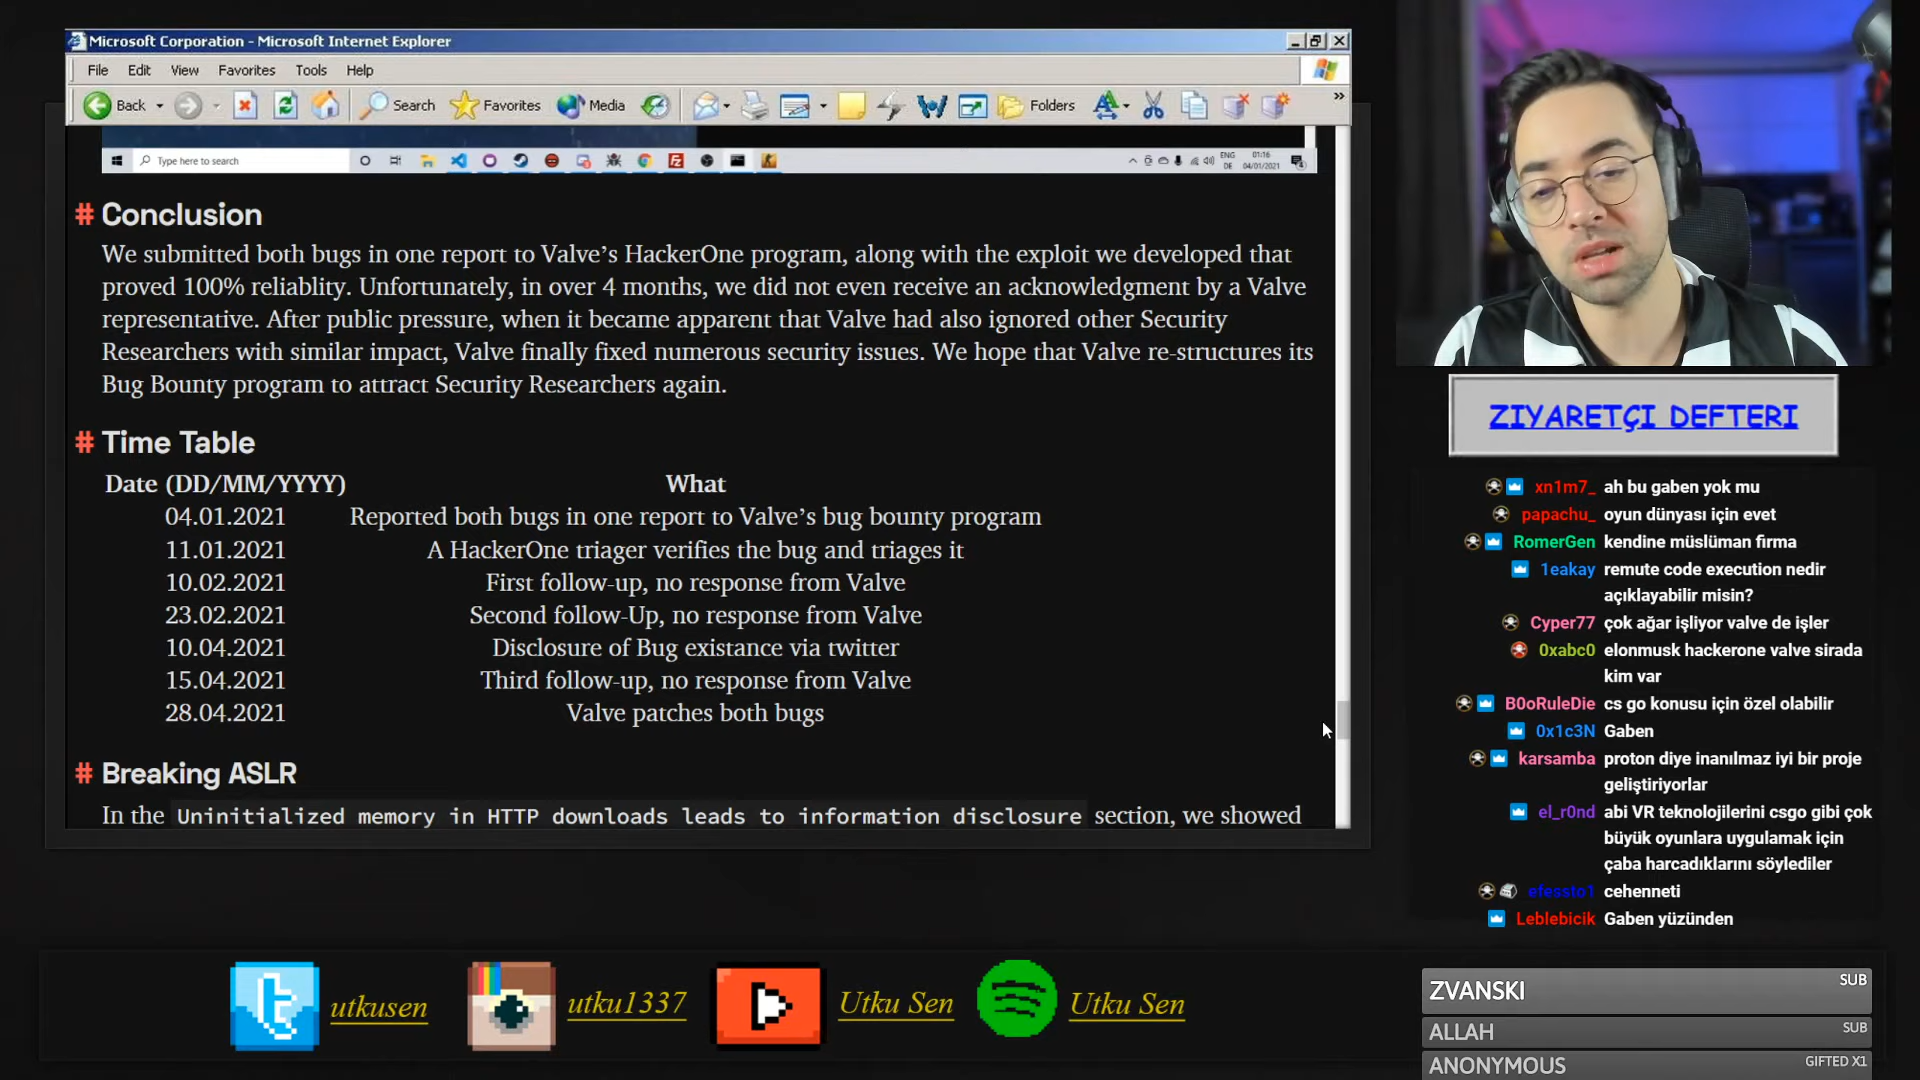 Microsoft Corporation - Microsoft Internet Explorer
File Edit View Favorites Tools Help
Back Search Favorites Media Folders »
Type here to search
ENG 01:16
DE 04/01/2021
# Conclusion
We submitted both bugs in one report to Valve’s HackerOne program, along with the exploit we developed that
proved 100% reliablity. Unfortunately, in over 4 months, we did not even receive an acknowledgment by a Valve
representative. After public pressure, when it became apparent that Valve had also ignored other Security
Researchers with similar impact, Valve finally fixed numerous security issues. We hope that Valve re-structures its
Bug Bounty program to attract Security Researchers again.
# Time Table
Date (DD/MM/YYYY) What
04.01.2021 Reported both bugs in one report to Valve’s bug bounty program
11.01.2021 A HackerOne triager verifies the bug and triages it
10.02.2021 First follow-up, no response from Valve
23.02.2021 Second follow-Up, no response from Valve
10.04.2021 Disclosure of Bug existance via twitter
15.04.2021 Third follow-up, no response from Valve
28.04.2021 Valve patches both bugs
# Breaking ASLR
In the Uninitialized memory in HTTP downloads leads to information disclosure section, we showed
ZIYARETÇI DEFTERI
xn1m7_ ah bu gaben yok mu
papachu_ oyun dünyası için evet
RomerGen kendine müslüman firma
1eakay remute code execution nedir
açıklayabilir misin?
Cyper77 çok ağar işliyor valve de işler
0xabc0 elonmusk hackerone valve sirada
kim var
B0oRuleDie cs go konusu için özel olabilir
0x1c3N Gaben
karsamba proton diye inanılmaz iyi bir proje
geliştiriyorlar
el_r0nd abi VR teknolojilerini csgo gibi çok
büyük oyunlara uygulamak için
çaba harcadıklarını söylediler
efessto1 cehenneti
Leblebicik Gaben yüzünden
utkusen
utku1337
Utku Sen
Utku Sen
ZVANSKI SUB
ALLAH SUB
ANONYMOUS GIFTED X1